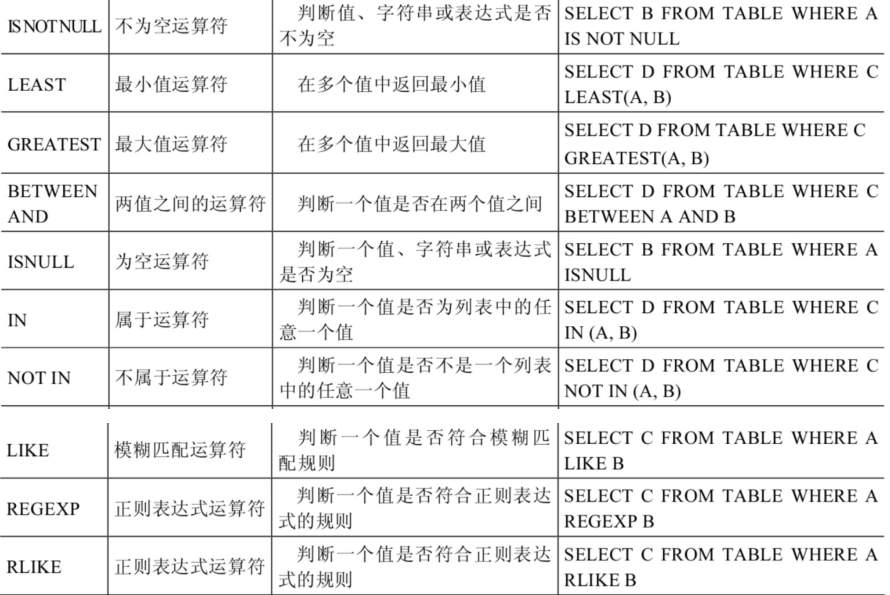 IS NOT NULL 不为空运算符 判断值、字符串或表达式是否 SELECT B FROM TABLE WHERE A
不为空 IS NOT NULL
LEAST 最小值运算符 在多个值中返回最小值 SELECT D FROM TABLE WHERE C
LEAST(A, B)
GREATEST 最大值运算符 在多个值中返回最大值 SELECT D FROM TABLE WHERE C
GREATEST(A, B)
BETWEEN 两值之间的运算符 判断一个值是否在两个值之间 SELECT D FROM TABLE WHERE C
AND BETWEEN A AND B
ISNULL 为空运算符 判断一个值、字符串或表达式 SELECT B FROM TABLE WHERE A
是否为空 ISNULL
IN 属于运算符 判断一个值是否为列表中的任 SELECT D FROM TABLE WHERE C
意一个值 IN (A, B)
NOT IN 不属于运算符 判断一个值是否不是一个列表 SELECT D FROM TABLE WHERE C
中的任意一个值 NOT IN (A, B)
LIKE 模糊匹配运算符 判断一个值是否符合模糊匹 SELECT C FROM TABLE WHERE A
配规则 LIKE B
REGEXP 正则表达式运算符 判断一个值是否符合正则表达 SELECT C FROM TABLE WHERE A
式的规则 REGEXP B
RLIKE 正则表达式运算符 判断一个值是否符合正则表达 SELECT C FROM TABLE WHERE A
式的规则 RLIKE B